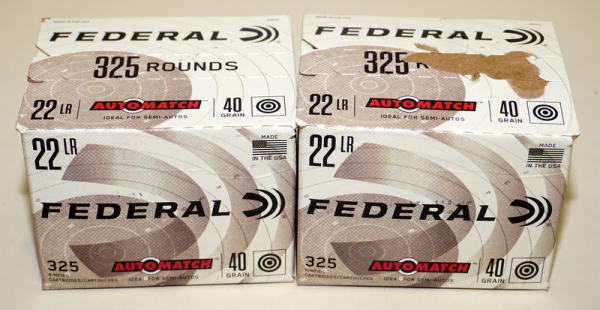 FEDERAL
325 ROUNDS
22 LR AUTOMATCH 40
IDEAL FOR SEMI-AUTOS GRAIN
22 LR
MADE
IN THE USA
FEDERAL
325 AUTOMATCH 40
CARTRIDGES/CARTOUCHES IDEAL FOR SEMI-AUTOS GRAIN
FEDERAL
325 R
22 LR AUTOMATCH 40
IDEAL FOR SEMI-AUTOS GRAIN
22 LR
MADE
IN THE USA
FEDERAL
325 AUTOMATCH 40
CARTRIDGES/CARTOUCHES IDEAL FOR SEMI-AUTOS GRAIN